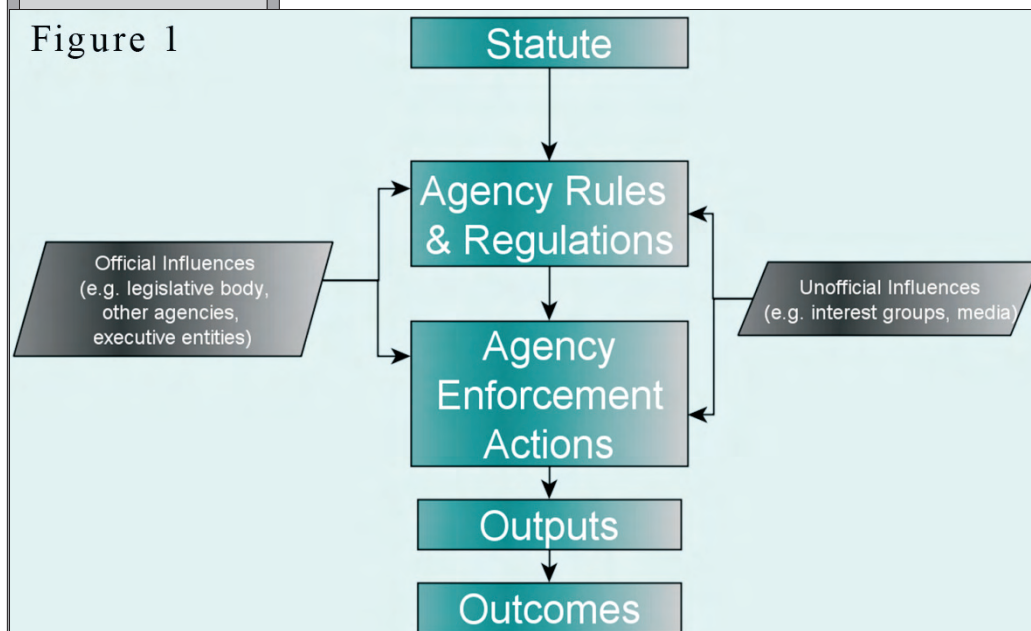 Figure 1
Statute
Agency Rules
& Regulations
Official Influences
(e.g. legislative body,
other agencies,
executive entities)
Unofficial Influences
(e.g. interest groups, media)
Agency
Enforcement
Actions
Outputs
Outcomes